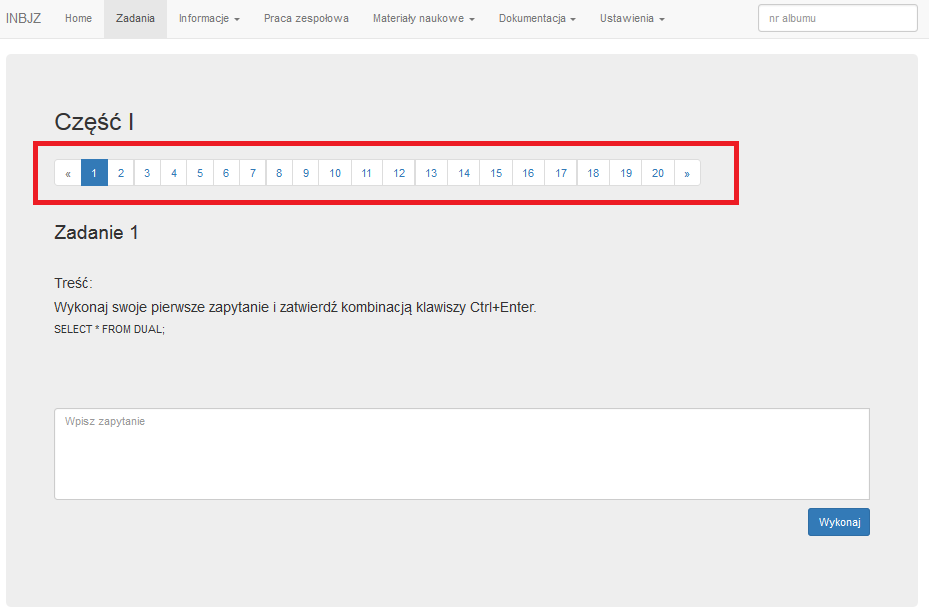 INBJZ Home Zadania Informacje Praca zespołowa Materiały naukowe Dokumentacja Ustawienia nr albumu
Część I
« 1 2 3 4 5 6 7 8 9 10 11 12 13 14 15 16 17 18 19 20 »
Zadanie 1
Treść:
Wykonaj swoje pierwsze zapytanie i zatwierdź kombinacją klawiszy Ctrl+Enter.
SELECT * FROM DUAL;
Wpisz zapytanie
Wykonaj